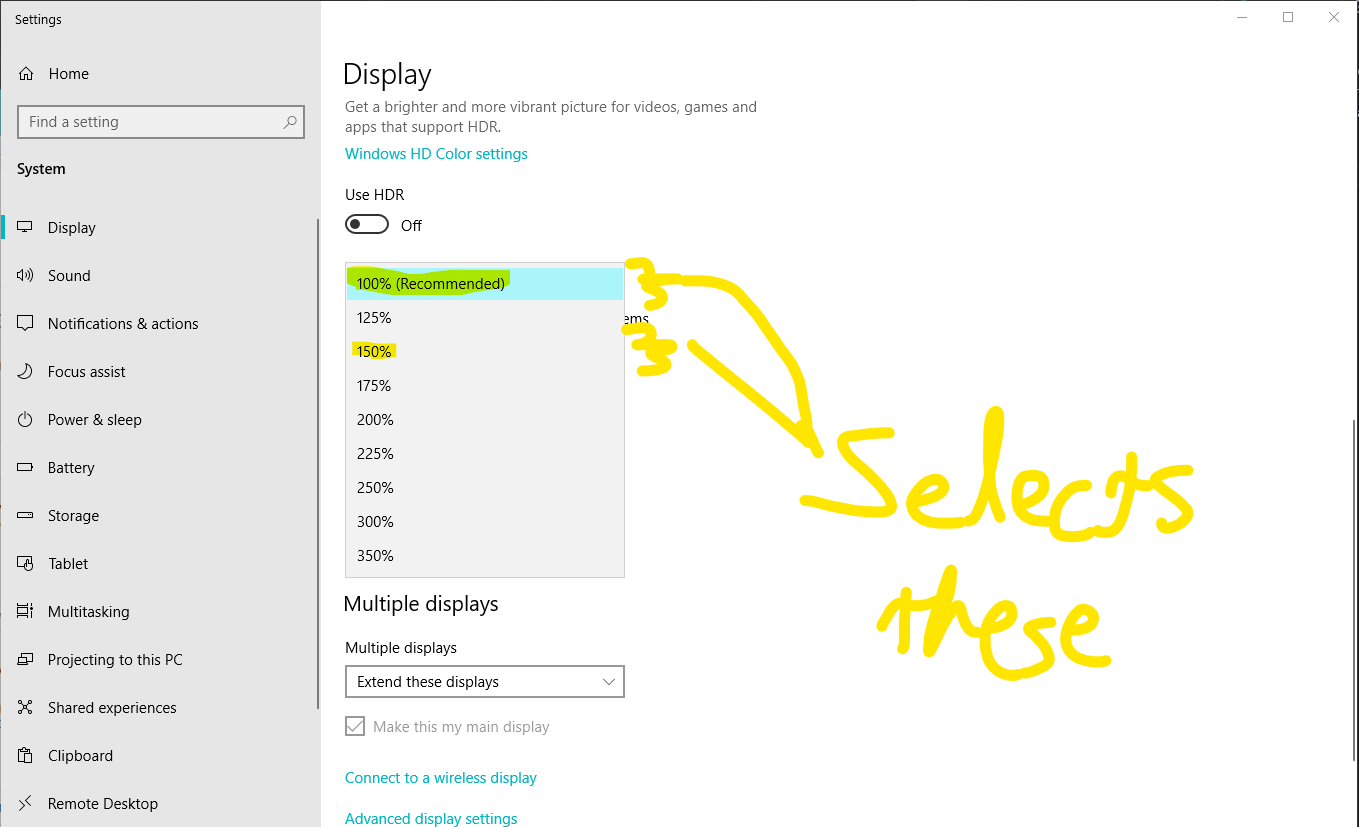 Settings
Home
Find a setting
System
Display
Sound
Notifications & actions
Focus assist
Power & sleep
Battery
Storage
Tablet
Multitasking
Projecting to this PC
Shared experiences
Clipboard
Remote Desktop
Display
Get a brighter and more vibrant picture for videos, games and
apps that support HDR.
Windows HD Color settings
Use HDR
Off
100% (Recommended)
125%
ems
150%
175%
200%
225%
250%
300%
350%
Selects
these
Multiple displays
Multiple displays
Extend these displays
Make this my main display
Connect to a wireless display
Advanced display settings